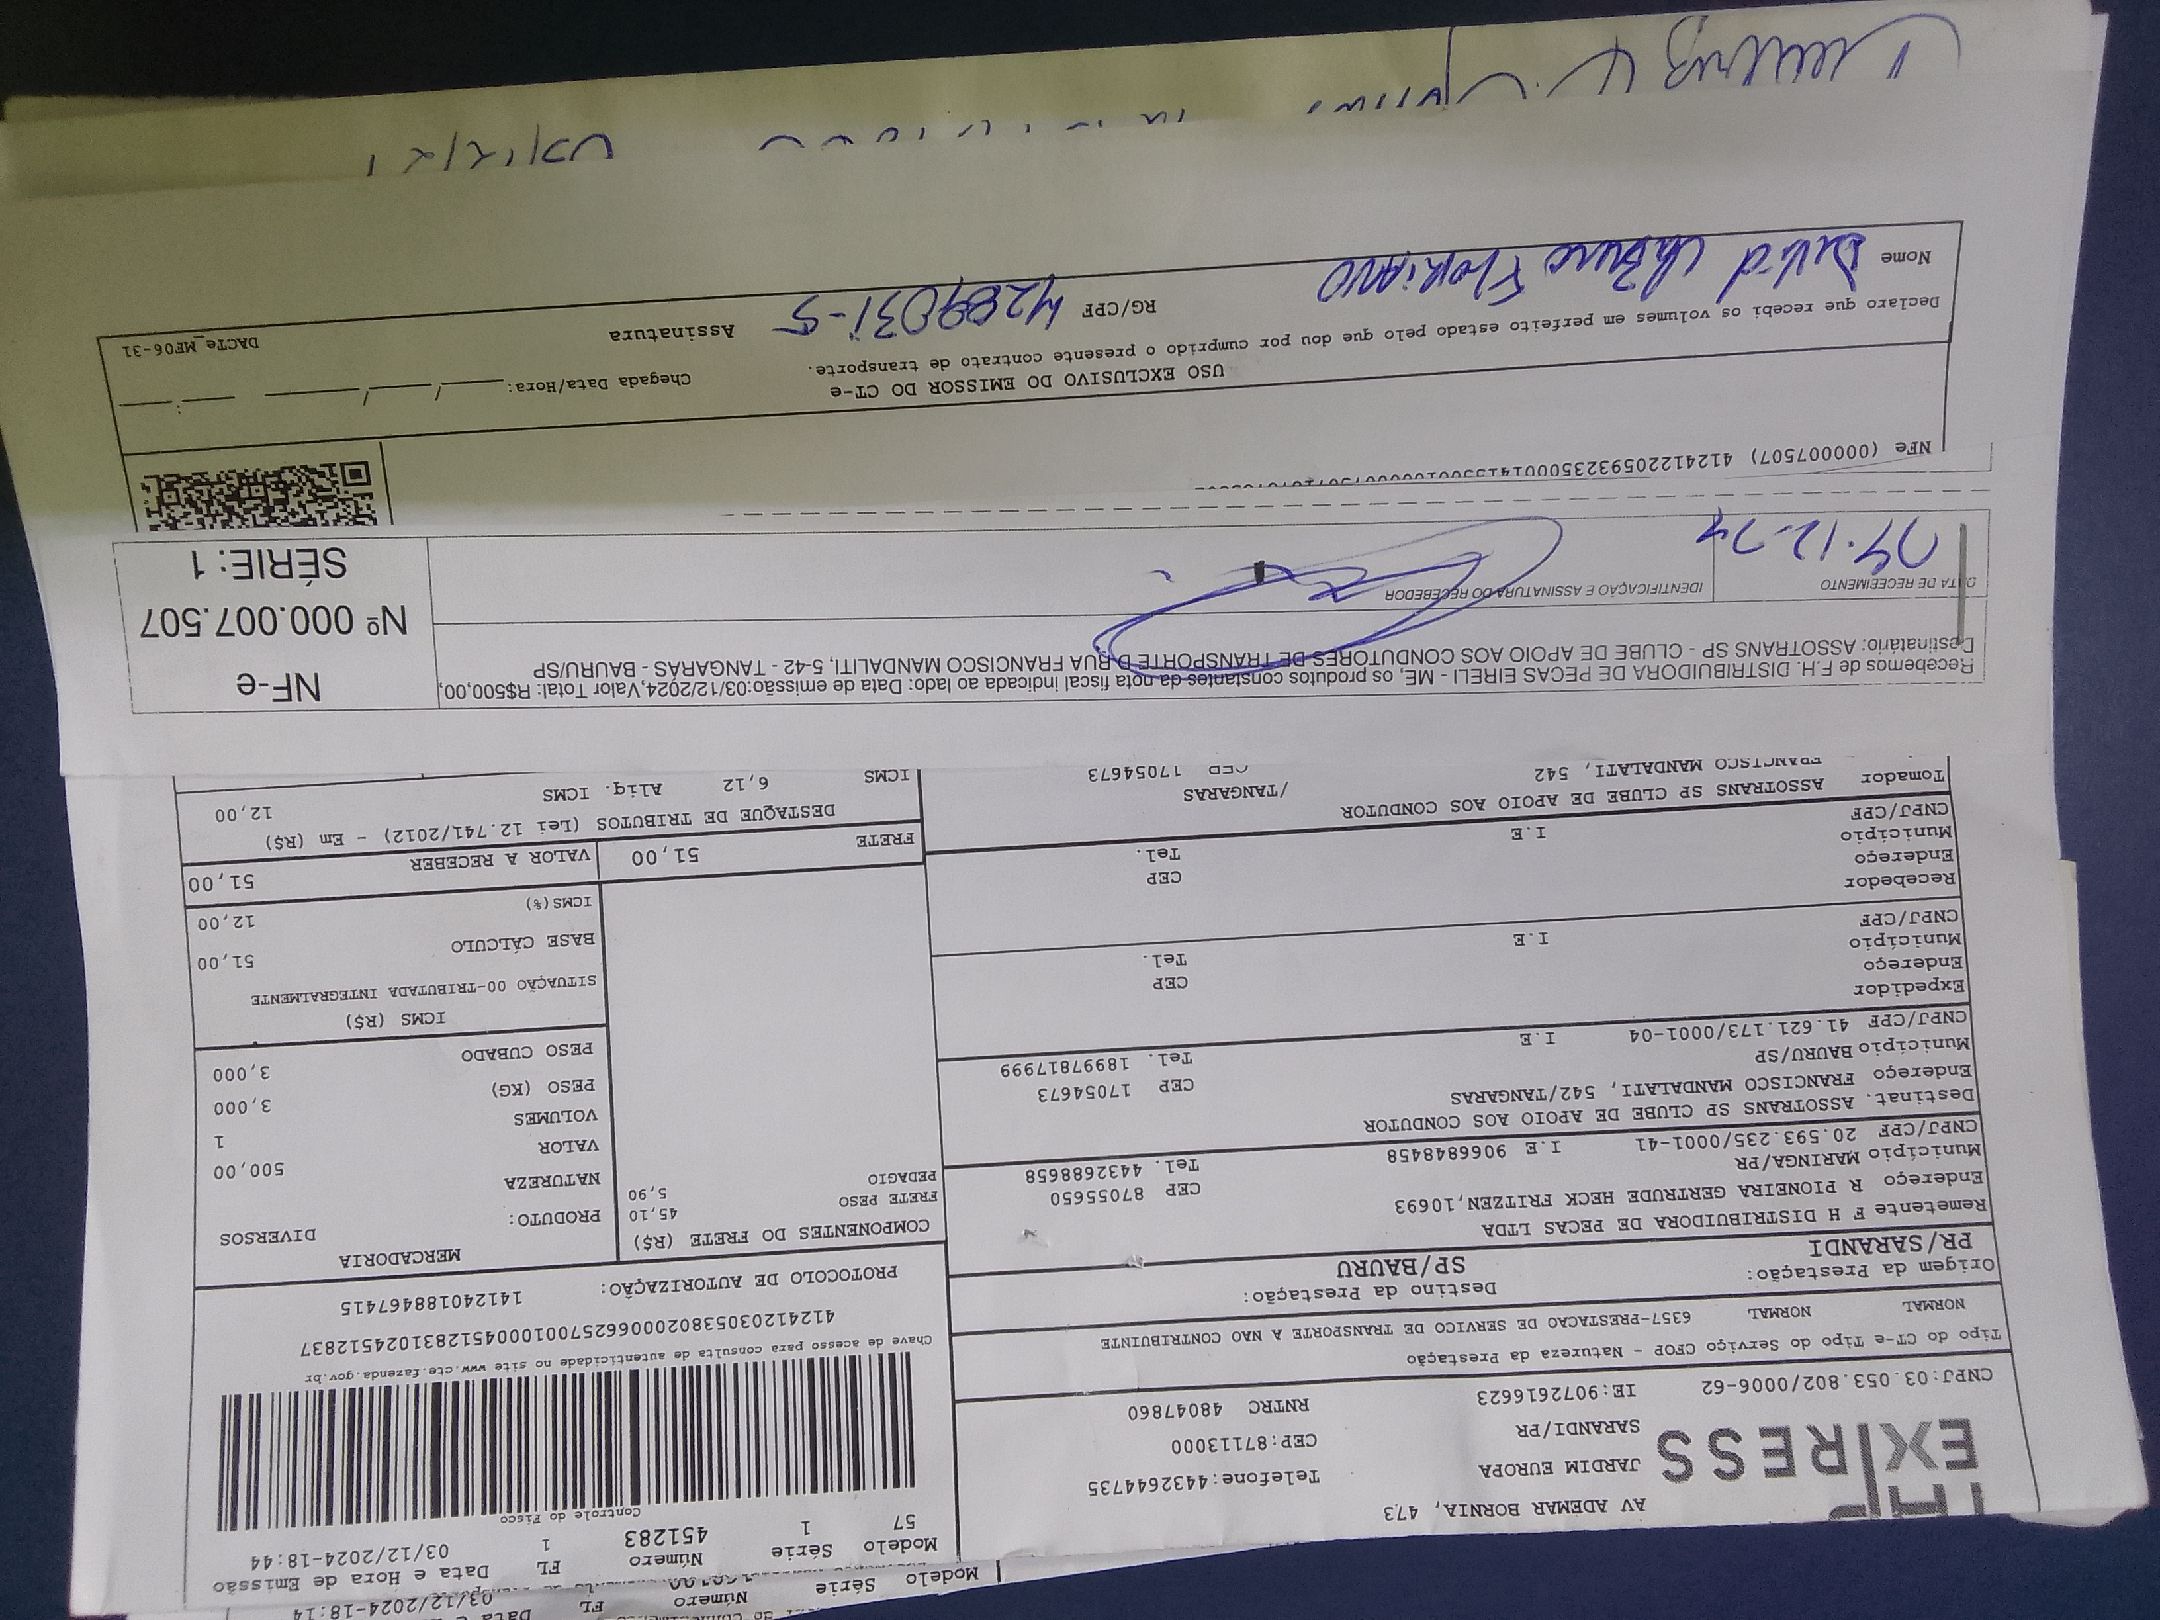 Modelo Série Número FL
03/12/2024-18:14
Modelo Série Número FL Data e Hora de Emissão
57 1 451283 1 03/12/2024-18:44
Controle do Fisco
EXPRESS
AV ADEMAR BORNIA, 473
JARDIM EUROPA
SARANDI/PR
Telefone:4432644735
CEP:87113000
CNPJ:03.053.802/0006-62 IE:9072616623 RNTRC 48047860
Chave de acesso para consulta de autenticidade no site www.cte.fazenda.gov.br
41241203053802000662570010004512831024512837
PROTOCOLO DE AUTORIZAÇÃO: 141240188467415
Tipo do CT-e Tipo do Serviço CFOP - Natureza da Prestação
NORMAL NORMAL 6357-PRESTACAO DE SERVICO DE TRANSPORTE A NAO CONTRIBUINTE
Origem da Prestação: Destino da Prestação:
PR/SARANDI SP/BAURU
Remetente F H DISTRIBUIDORA DE PECAS LTDA
Endereço R PIONEIRA GERTRUDE HECK FRITZEN,10693
Município MARINGA/PR CEP 87055650
CNPJ/CPF 20.593.235/0001-41 I.E 9066848458 Tel. 4432688658
Destinat. ASSOTRANS SP CLUBE DE APOIO AOS CONDUTOR
Endereço FRANCISCO MANDALATI, 542/TANGARAS
Município BAURU/SP CEP 17054673
CNPJ/CPF 41.621.173/0001-04 I.E Tel. 18997817999
Expedidor
Endereço CEP
Município Tel.
CNPJ/CPF I.E
Recebedor
Endereço CEP
Município Tel.
CNPJ/CPF I.E
Tomador ASSOTRANS SP CLUBE DE APOIO AOS CONDUTOR
FRANCISCO MANDALATI, 542 /TANGARAS
CEP 17054673
COMPONENTES DO FRETE (R$)
FRETE PESO 45,10
PEDAGIO 5,90
MERCADORIA
PRODUTO: DIVERSOS
NATUREZA
VALOR 500,00
VOLUMES 1
PESO (KG) 3,000
PESO CUBADO 3,000
ICMS (R$)
SITUAÇÃO 00-TRIBUTADA INTEGRALMENTE
BASE CÁLCULO 51,00
ICMS(%) 12,00
FRETE 51,00 VALOR A RECEBER 51,00
DESTAQUE DE TRIBUTOS (Lei 12.741/2012) - Em (R$)
ICMS 6,12 Aliq. ICMS 12,00
Recebemos de F.H. DISTRIBUIDORA DE PECAS EIRELI - ME, os produtos constantes da nota fiscal indicada ao lado: Data de emissão:03/12/2024,Valor Total: R$500,00,
Destinatário: ASSOTRANS SP - CLUBE DE APOIO AOS CONDUTORES DE TRANSPORTE D RUA FRANCISCO MANDALITI, 5-42 - TANGARÁS - BAURU/SP
NF-e
Nº 000.007.507
SÉRIE: 1
DATA DE RECEBIMENTO
IDENTIFICAÇÃO E ASSINATURA DO RECEBEDOR
NFe (000007507)
USO EXCLUSIVO DO EMISSOR DO CT-e
Declaro que recebi os volumes em perfeito estado pelo que dou por cumprido o presente contrato de transporte.
Chegada Data/Hora: ___/___/___ ___:___
Nome David
RG/CPF
Assinatura
DACTe_MF06-31